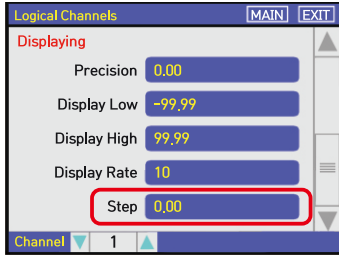 Logical Channels MAIN EXIT
Displaying
Precision 0.00
Display Low -99.99
Display High 99.99
Display Rate 10
Step 0.00
Channel 1